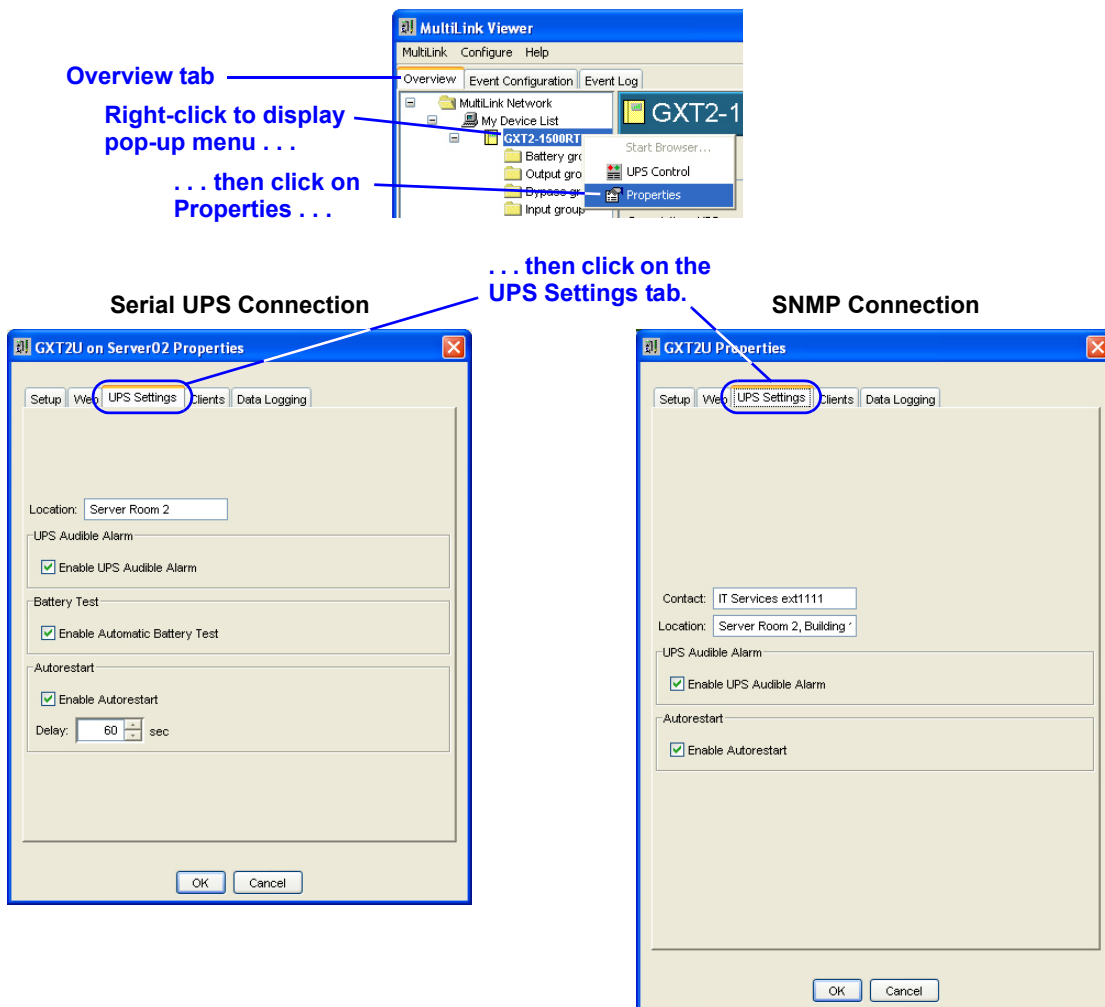 MultiLink Viewer
MultiLink Configure Help
Overview Event Configuration Event Log
Overview tab
MultiLink Network
My Device List
GXT2-1500RT
Battery gro
Output gro
Bypass gr
Input group
GXT2-1
Start Browser...
UPS Control
Properties
Right-click to display
pop-up menu . . .
. . . then click on
Properties . . .
. . . then click on the
UPS Settings tab.
Serial UPS Connection
GXT2U on Server02 Properties
Setup Web UPS Settings Clients Data Logging
Location: Server Room 2
UPS Audible Alarm
Enable UPS Audible Alarm
Battery Test
Enable Automatic Battery Test
Autorestart
Enable Autorestart
Delay: 60 sec
OK Cancel
SNMP Connection
GXT2U Properties
Setup Web UPS Settings Clients Data Logging
Contact: IT Services ext1111
Location: Server Room 2, Building
UPS Audible Alarm
Enable UPS Audible Alarm
Autorestart
Enable Autorestart
OK Cancel